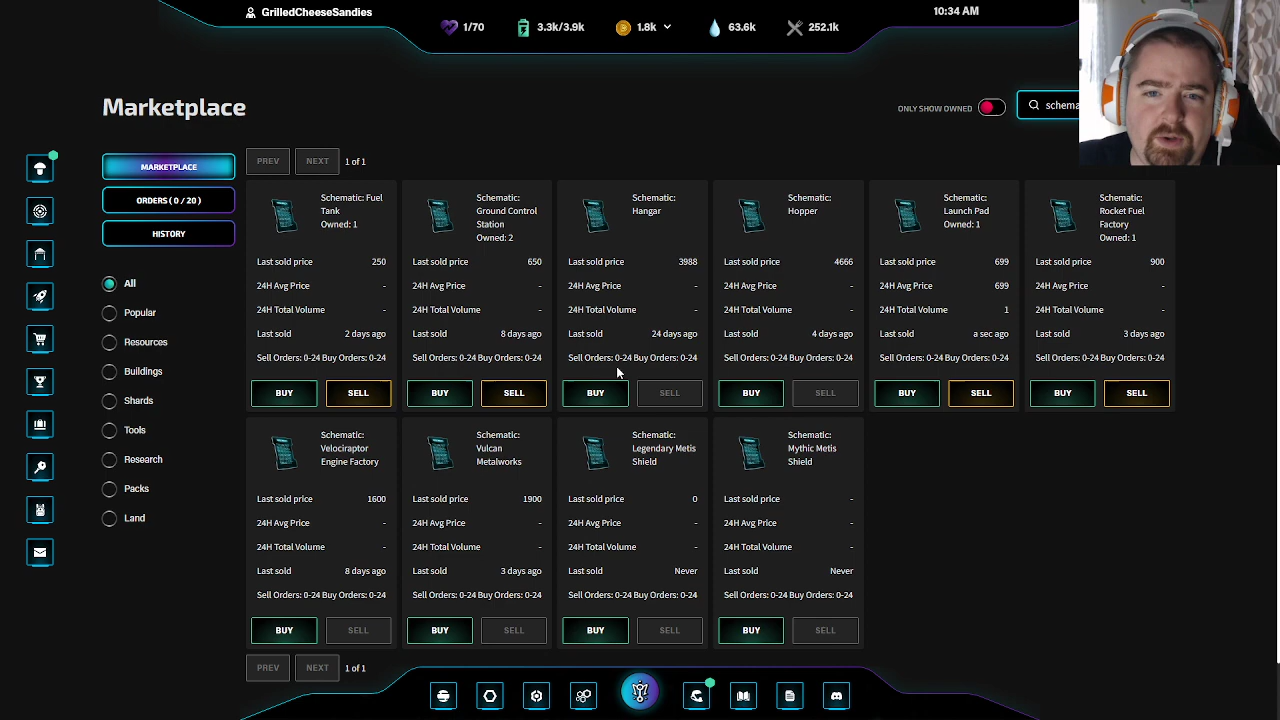 GrilledCheeseSandies
1/70
3.3k/3.9k
1.8k
63.6k
252.1k
10:34 AM
Marketplace
ONLY SHOW OWNED
schema
MARKETPLACE
ORDERS ( 0 / 20 )
HISTORY
All
Popular
Resources
Buildings
Shards
Tools
Research
Packs
Land
PREV
NEXT
1 of 1
Schematic: Fuel
Tank
Owned: 1
Last sold price 250
24H Avg Price -
24H Total Volume -
Last sold 2 days ago
Sell Orders: 0-24 Buy Orders: 0-24
BUY
SELL
Schematic:
Ground Control
Station
Owned: 2
Last sold price 650
24H Avg Price -
24H Total Volume -
Last sold 8 days ago
Sell Orders: 0-24 Buy Orders: 0-24
BUY
SELL
Schematic:
Hangar
Last sold price 3988
24H Avg Price -
24H Total Volume -
Last sold 24 days ago
Sell Orders: 0-24 Buy Orders: 0-24
BUY
SELL
Schematic:
Hopper
Last sold price 4666
24H Avg Price -
24H Total Volume -
Last sold 4 days ago
Sell Orders: 0-24 Buy Orders: 0-24
BUY
SELL
Schematic:
Launch Pad
Owned: 1
Last sold price 699
24H Avg Price 699
24H Total Volume 1
Last sold a sec ago
Sell Orders: 0-24 Buy Orders: 0-24
BUY
SELL
Schematic:
Rocket Fuel
Factory
Owned: 1
Last sold price 900
24H Avg Price -
24H Total Volume -
Last sold 3 days ago
Sell Orders: 0-24 Buy Orders: 0-24
BUY
SELL
Schematic:
Velociraptor
Engine Factory
Last sold price 1600
24H Avg Price -
24H Total Volume -
Last sold 8 days ago
Sell Orders: 0-24 Buy Orders: 0-24
BUY
SELL
Schematic:
Vulcan
Metalworks
Last sold price 1900
24H Avg Price -
24H Total Volume -
Last sold 3 days ago
Sell Orders: 0-24 Buy Orders: 0-24
BUY
SELL
Schematic:
Legendary Metis
Shield
Last sold price 0
24H Avg Price -
24H Total Volume -
Last sold Never
Sell Orders: 0-24 Buy Orders: 0-24
BUY
SELL
Schematic:
Mythic Metis
Shield
Last sold price -
24H Avg Price -
24H Total Volume -
Last sold Never
Sell Orders: 0-24 Buy Orders: 0-24
BUY
SELL
PREV
NEXT
1 of 1